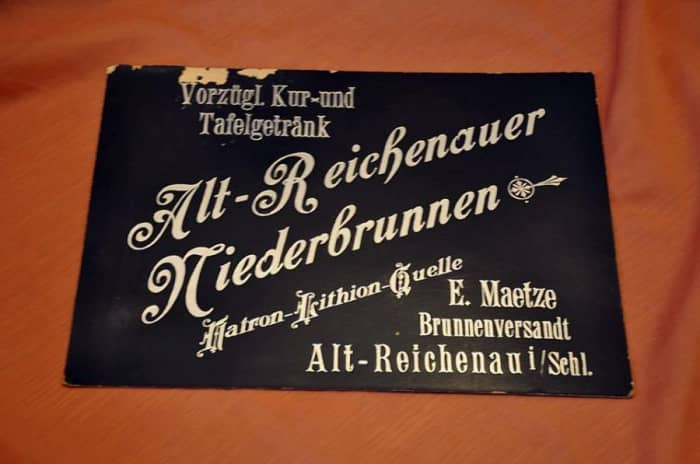 Vorzügl. Kur-und
Tafelgetränk
Alt-Reichenauer
Niederbrunnen
Natron-Lithion-Quelle
E. Maetze
Brunnenversandt
Alt-Reichenau i/Schl.